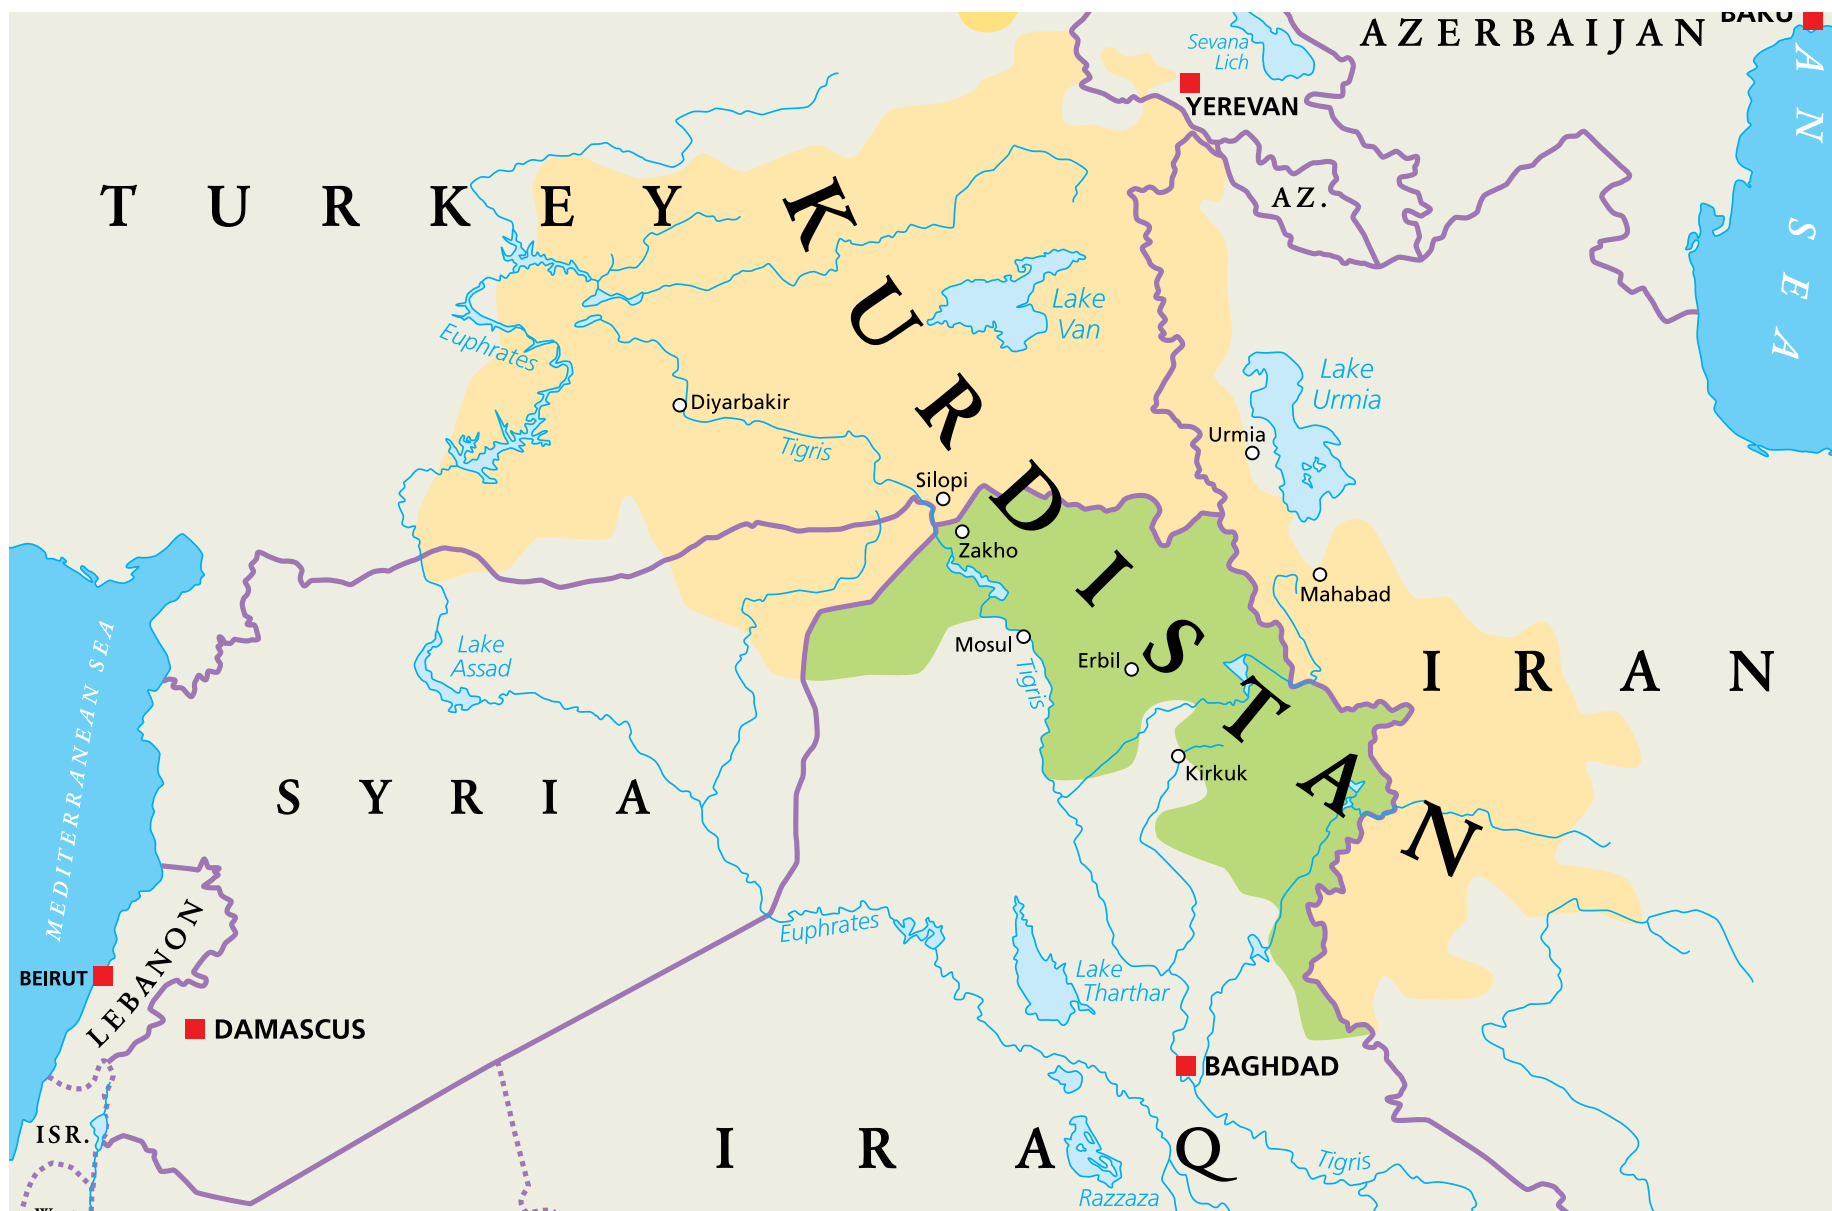 BAKU
AZERBAIJAN
AN SEA
Sevana
Lich
YEREVAN
AZ.
TURKEY
KURDISTAN
Lake
Van
Euphrates
Lake
Urmia
Diyarbakir
Urmia
Tigris
Silopi
Zakho
Mahabad
MEDITERRANEAN SEA
Lake
Assad
Mosul
Erbil
Tigris
IRAN
SYRIA
Kirkuk
LEBANON
Euphrates
BEIRUT
Lake
Tharthar
DAMASCUS
BAGHDAD
ISR.
IRAQ
Tigris
Razzaza